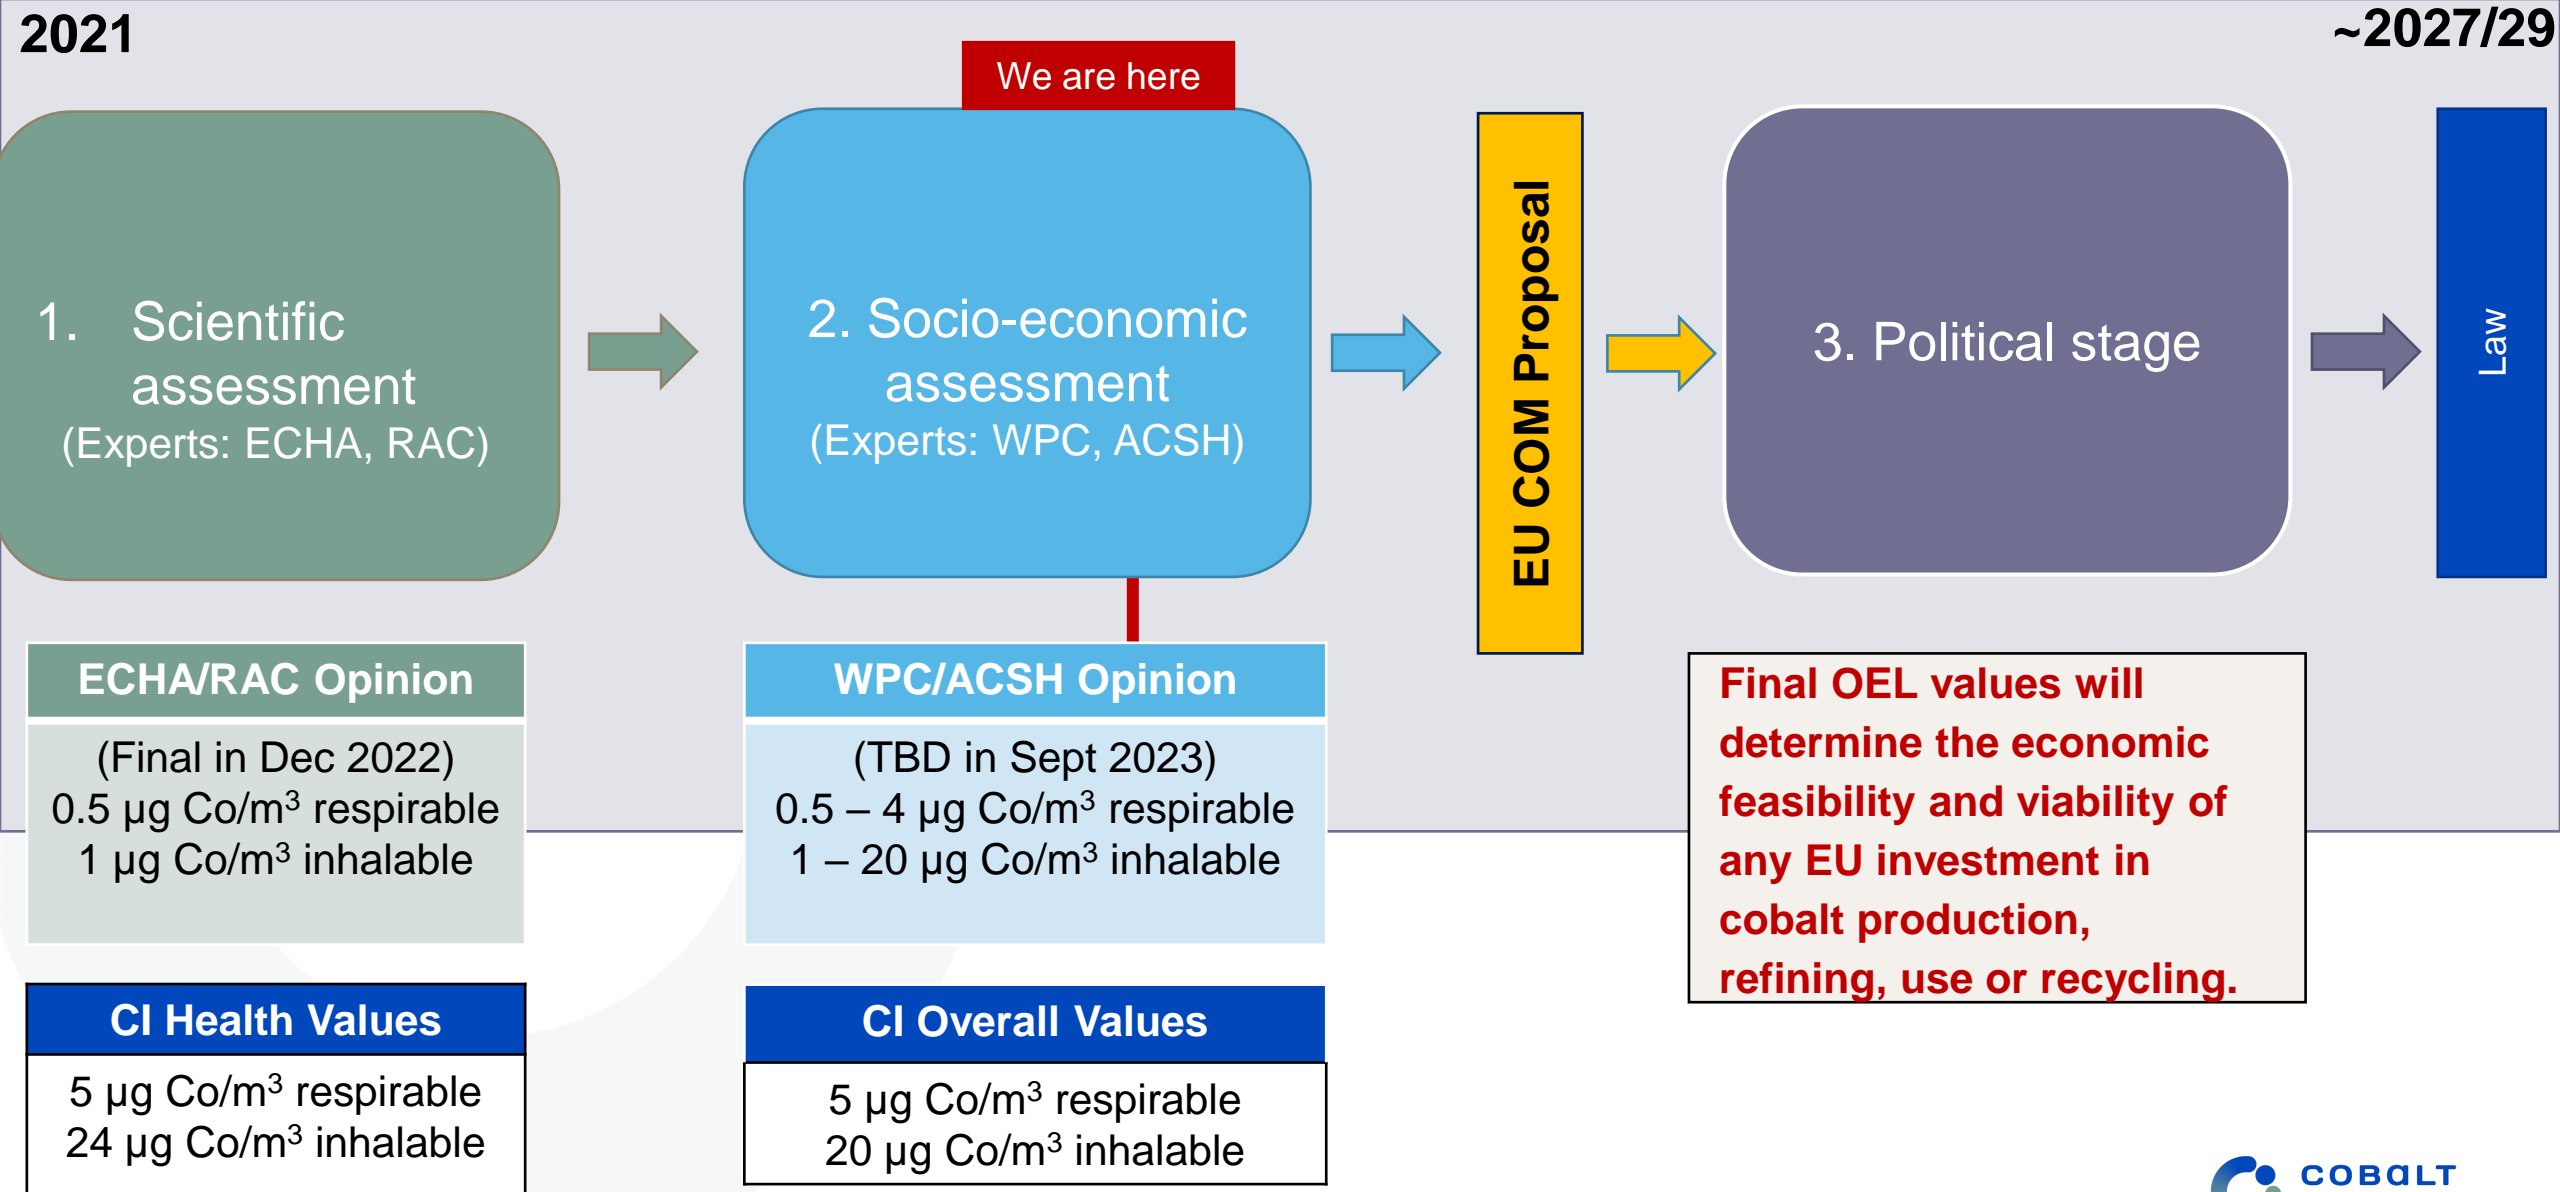 2021
~2027/29
We are here
1. Scientific
assessment
(Experts: ECHA, RAC)
2. Socio-economic
assessment
(Experts: WPC, ACSH)
EU COM Proposal
3. Political stage
Law
ECHA/RAC Opinion
(Final in Dec 2022)
0.5 µg Co/m³ respirable
1 µg Co/m³ inhalable
WPC/ACSH Opinion
(TBD in Sept 2023)
0.5 – 4 µg Co/m³ respirable
1 – 20 µg Co/m³ inhalable
Final OEL values will
determine the economic
feasibility and viability of
any EU investment in
cobalt production,
refining, use or recycling.
CI Health Values
5 µg Co/m³ respirable
24 µg Co/m³ inhalable
CI Overall Values
5 µg Co/m³ respirable
20 µg Co/m³ inhalable
COBALT